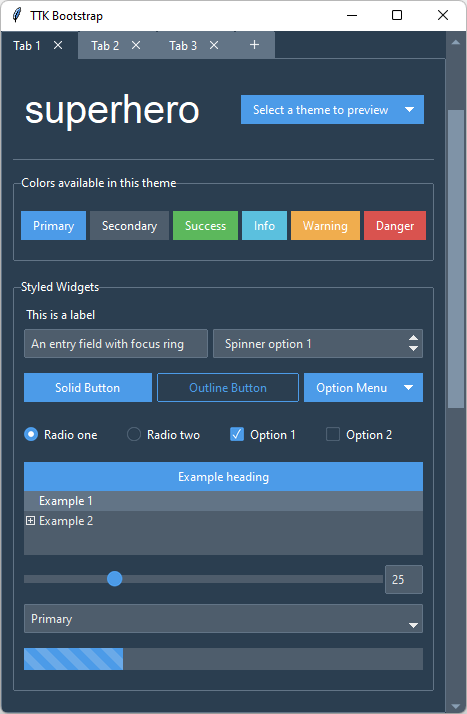 TTK Bootstrap
Tab 1 Tab 2 Tab 3
superhero Select a theme to preview
Colors available in this theme
Primary Secondary Success Info Warning Danger
Styled Widgets
This is a label
An entry field with focus ring Spinner option 1
Solid Button Outline Button Option Menu
Radio one Radio two Option 1 Option 2
Example heading
Example 1
Example 2
25
Primary